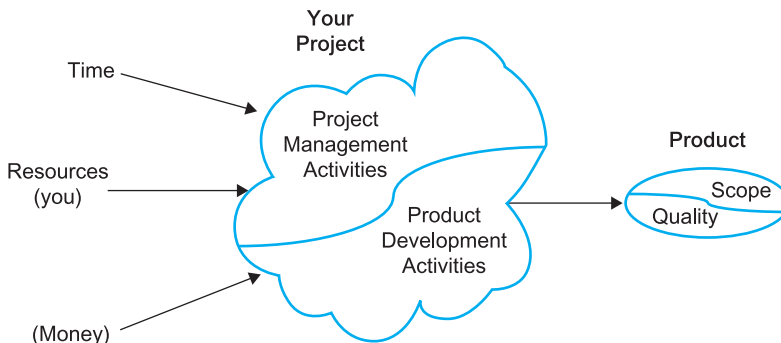 Your
Project
Time
Project
Management
Activities
Resources
(you)
Product
Scope
Quality
Product
Development
Activities
(Money)